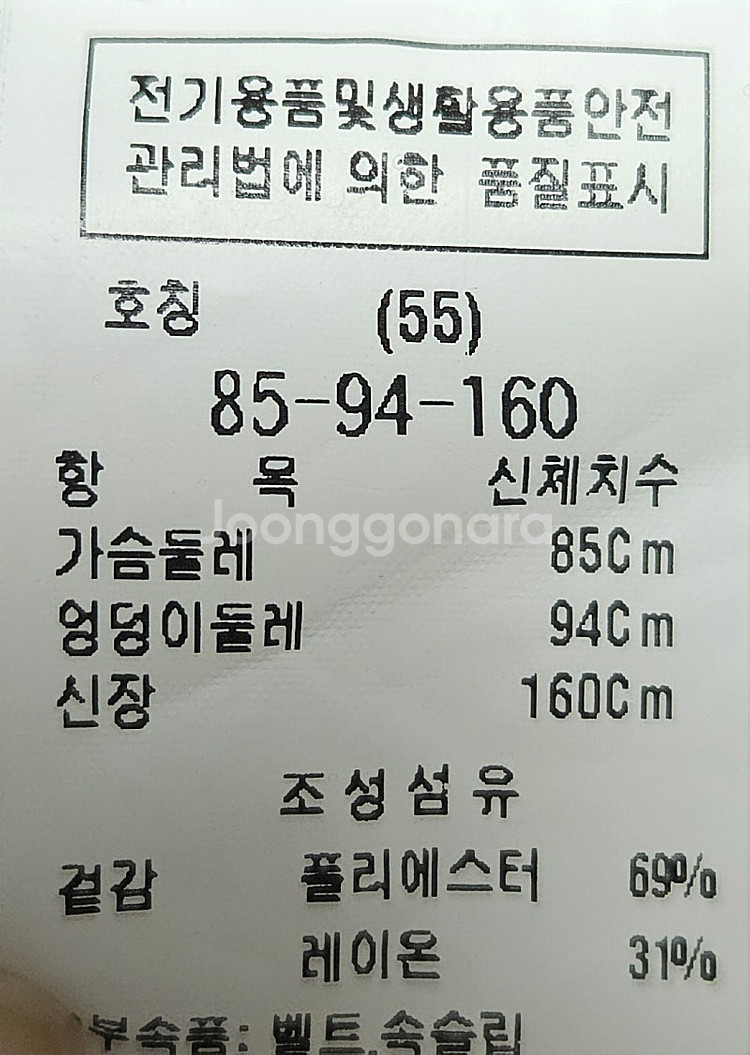 전기용품및생활용품안전
관리법에 의한 품질표시
호칭 (55)
85-94-160
항 목 신체치수
Joonggonara
가슴둘레 85Cm
엉덩이둘레 94Cm
신장 160Cm
조성섬유
겉감 폴리에스터 69%
레이온 31%
부속품: 벨트,속슬립